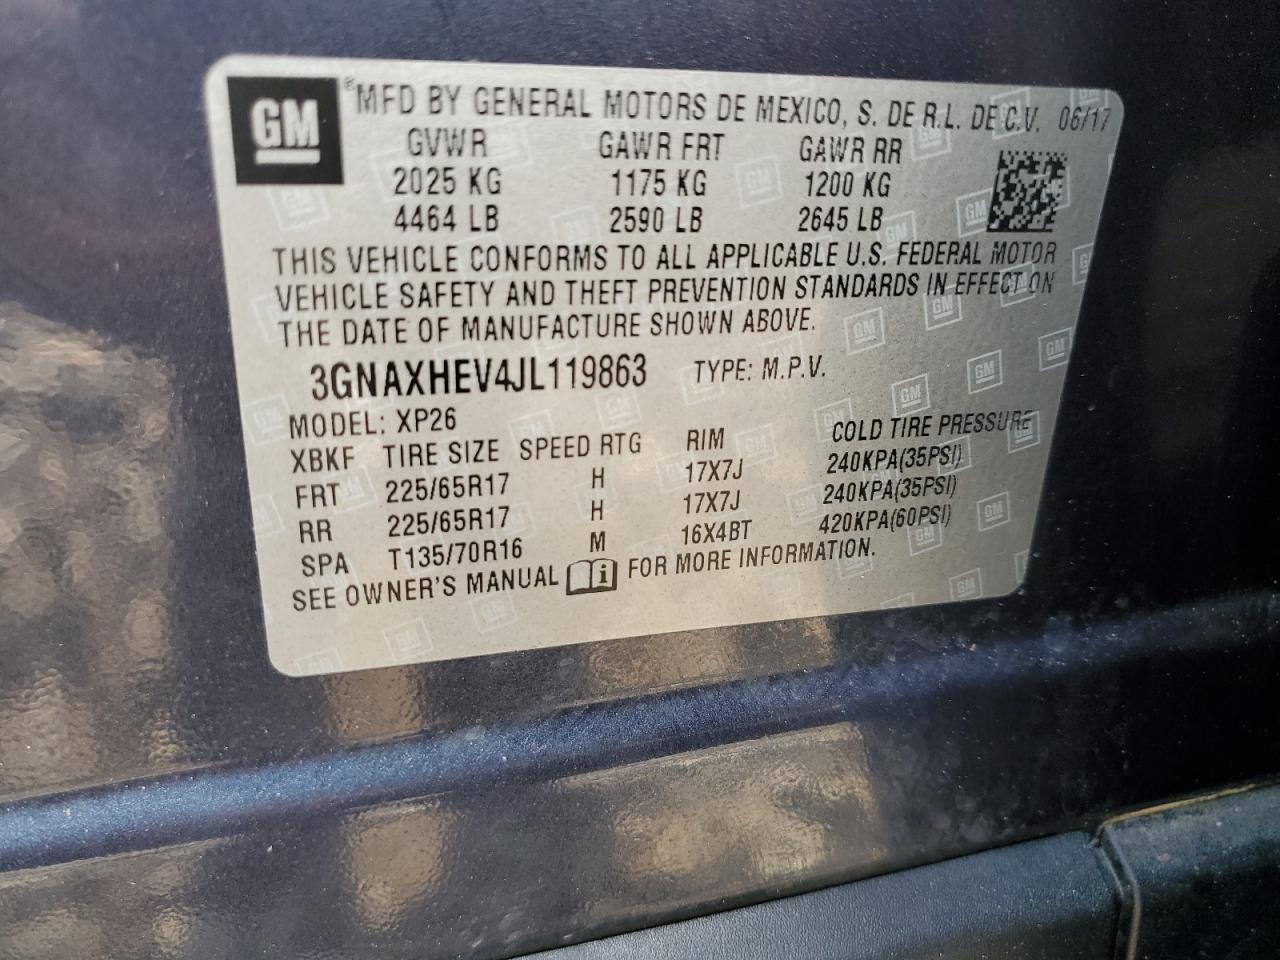 GM
®MFD BY GENERAL MOTORS DE MEXICO, S. DE R.L. DE C.V. 06/17
GVWR GAWR FRT GAWR RR
2025 KG 1175 KG 1200 KG
4464 LB 2590 LB 2645 LB
THIS VEHICLE CONFORMS TO ALL APPLICABLE U.S. FEDERAL MOTOR
VEHICLE SAFETY AND THEFT PREVENTION STANDARDS IN EFFECT ON
THE DATE OF MANUFACTURE SHOWN ABOVE.
3GNAXHEV4JL119863 TYPE: M.P.V.
MODEL: XP26
XBKF TIRE SIZE SPEED RTG RIM COLD TIRE PRESSURE
FRT 225/65R17 H 17X7J 240KPA(35PSI)
RR 225/65R17 H 17X7J 240KPA(35PSI)
SPA T135/70R16 M 16X4BT 420KPA(60PSI)
SEE OWNER'S MANUAL FOR MORE INFORMATION.